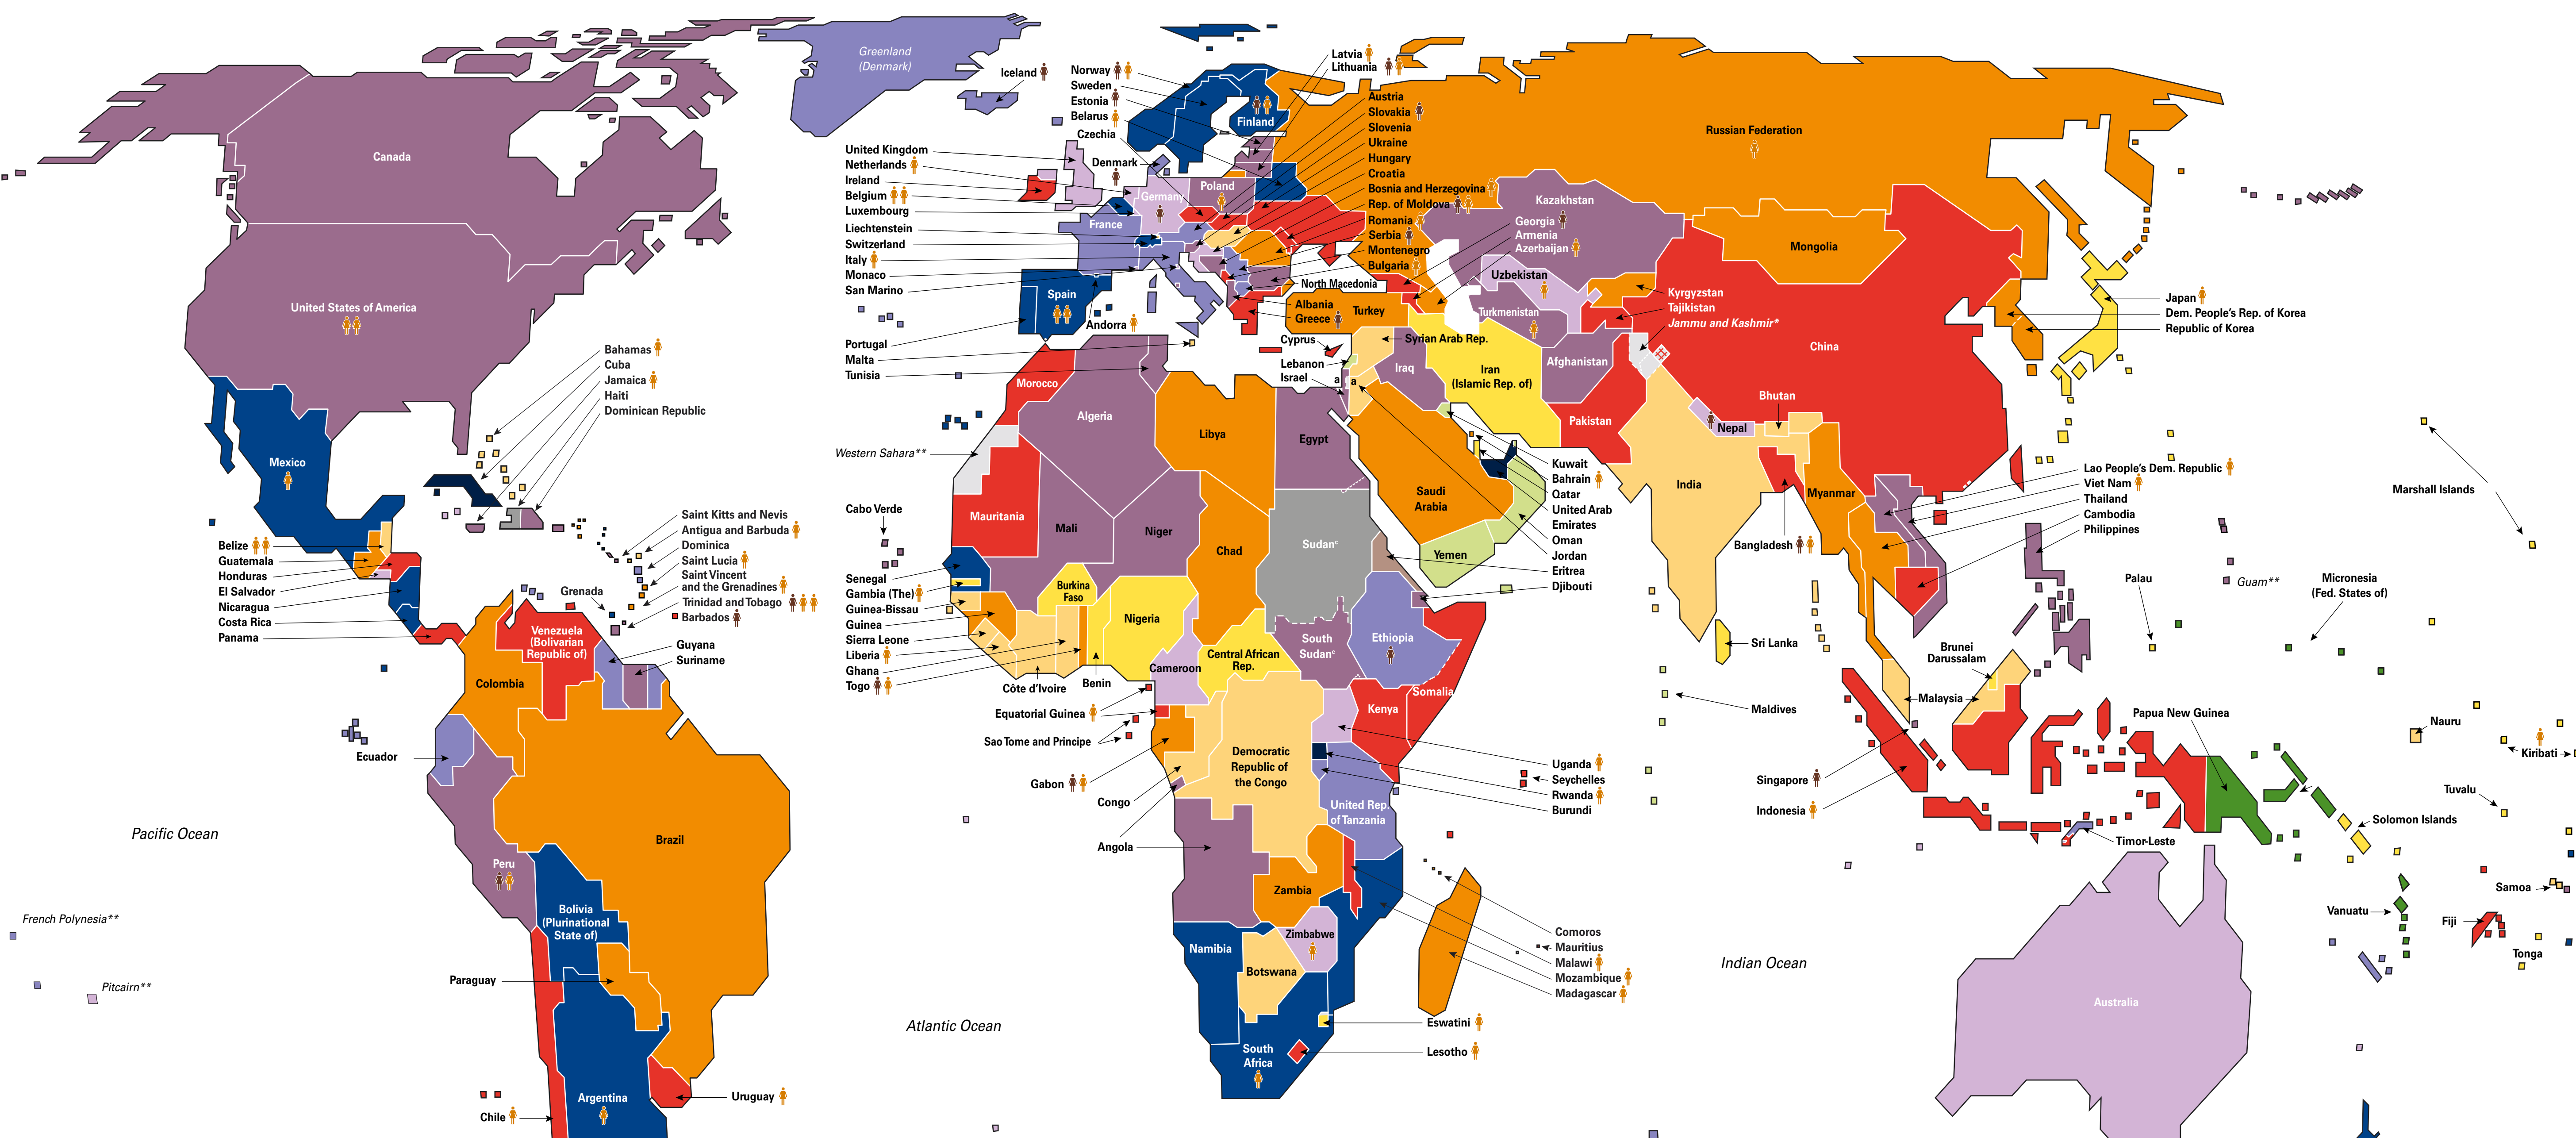 Greenland
(Denmark)
Iceland
Canada
United States of America
Mexico
Bahamas
Cuba
Jamaica
Haiti
Dominican Republic
Saint Kitts and Nevis
Antigua and Barbuda
Dominica
Saint Lucia
Saint Vincent
and the Grenadines
Trinidad and Tobago
Barbados
Grenada
Belize
Guatemala
Honduras
El Salvador
Nicaragua
Costa Rica
Panama
Venezuela
(Bolivarian
Republic of)
Guyana
Suriname
Colombia
Ecuador
Brazil
Peru
Bolivia
(Plurinational
State of)
Paraguay
Uruguay
Chile
Argentina
Pacific Ocean
French Polynesia**
Pitcairn**
Norway
Sweden
Estonia
Belarus
Czechia
Finland
United Kingdom
Netherlands
Ireland
Belgium
Luxembourg
Liechtenstein
Switzerland
Italy
Monaco
San Marino
Denmark
Germany
Poland
France
Spain
Andorra
Portugal
Malta
Tunisia
Latvia
Lithuania
Austria
Slovakia
Slovenia
Ukraine
Hungary
Croatia
Bosnia and Herzegovina
Rep. of Moldova
Romania
Serbia
Montenegro
Bulgaria
North Macedonia
Albania
Greece
Turkey
Georgia
Armenia
Azerbaijan
Russian Federation
Kazakhstan
Mongolia
Uzbekistan
Turkmenistan
Kyrgyzstan
Tajikistan
Jammu and Kashmir*
China
Japan
Dem. People's Rep. of Korea
Republic of Korea
Cyprus
Lebanon
Israel
a
a
Syrian Arab Rep.
Iraq
Iran
(Islamic Rep. of)
Afghanistan
Pakistan
Nepal
Bhutan
India
Bangladesh
Myanmar
Sri Lanka
Maldives
Kuwait
Bahrain
Qatar
United Arab
Emirates
Oman
Jordan
Eritrea
Djibouti
Saudi
Arabia
Yemen
Lao People's Dem. Republic
Viet Nam
Thailand
Cambodia
Philippines
Brunei
Darussalam
Malaysia
Singapore
Indonesia
Timor-Leste
Papua New Guinea
Palau
Guam**
Micronesia
(Fed. States of)
Marshall Islands
Nauru
Kiribati
Tuvalu
Solomon Islands
Samoa
Vanuatu
Fiji
Tonga
Australia
Indian Ocean
Morocco
Western Sahara**
Algeria
Libya
Egypt
Mauritania
Mali
Niger
Chad
Sudanᶜ
Cabo Verde
Senegal
Gambia (The)
Guinea-Bissau
Guinea
Sierra Leone
Liberia
Ghana
Togo
Burkina
Faso
Nigeria
Benin
Côte d'Ivoire
Cameroon
Central African
Rep.
South
Sudanᶜ
Ethiopia
Somalia
Kenya
Equatorial Guinea
Sao Tome and Principe
Gabon
Congo
Angola
Democratic
Republic of
the Congo
Uganda
Seychelles
Rwanda
Burundi
United Rep.
of Tanzania
Zambia
Zimbabwe
Namibia
Botswana
South
Africa
Comoros
Mauritius
Malawi
Mozambique
Madagascar
Eswatini
Lesotho
Atlantic Ocean